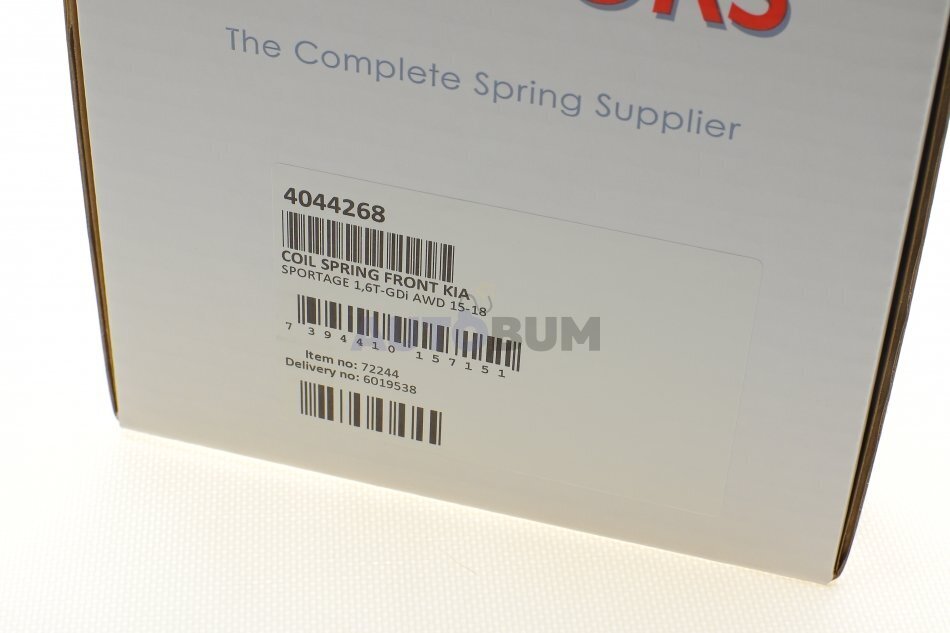 The Complete Spring Supplier
4044268
COIL SPRING FRONT KIA
SPORTAGE 1,6T-GDi AWD 15-18
AUTOBUM
7 394410 157151
Item no: 72244
Delivery no: 6019538